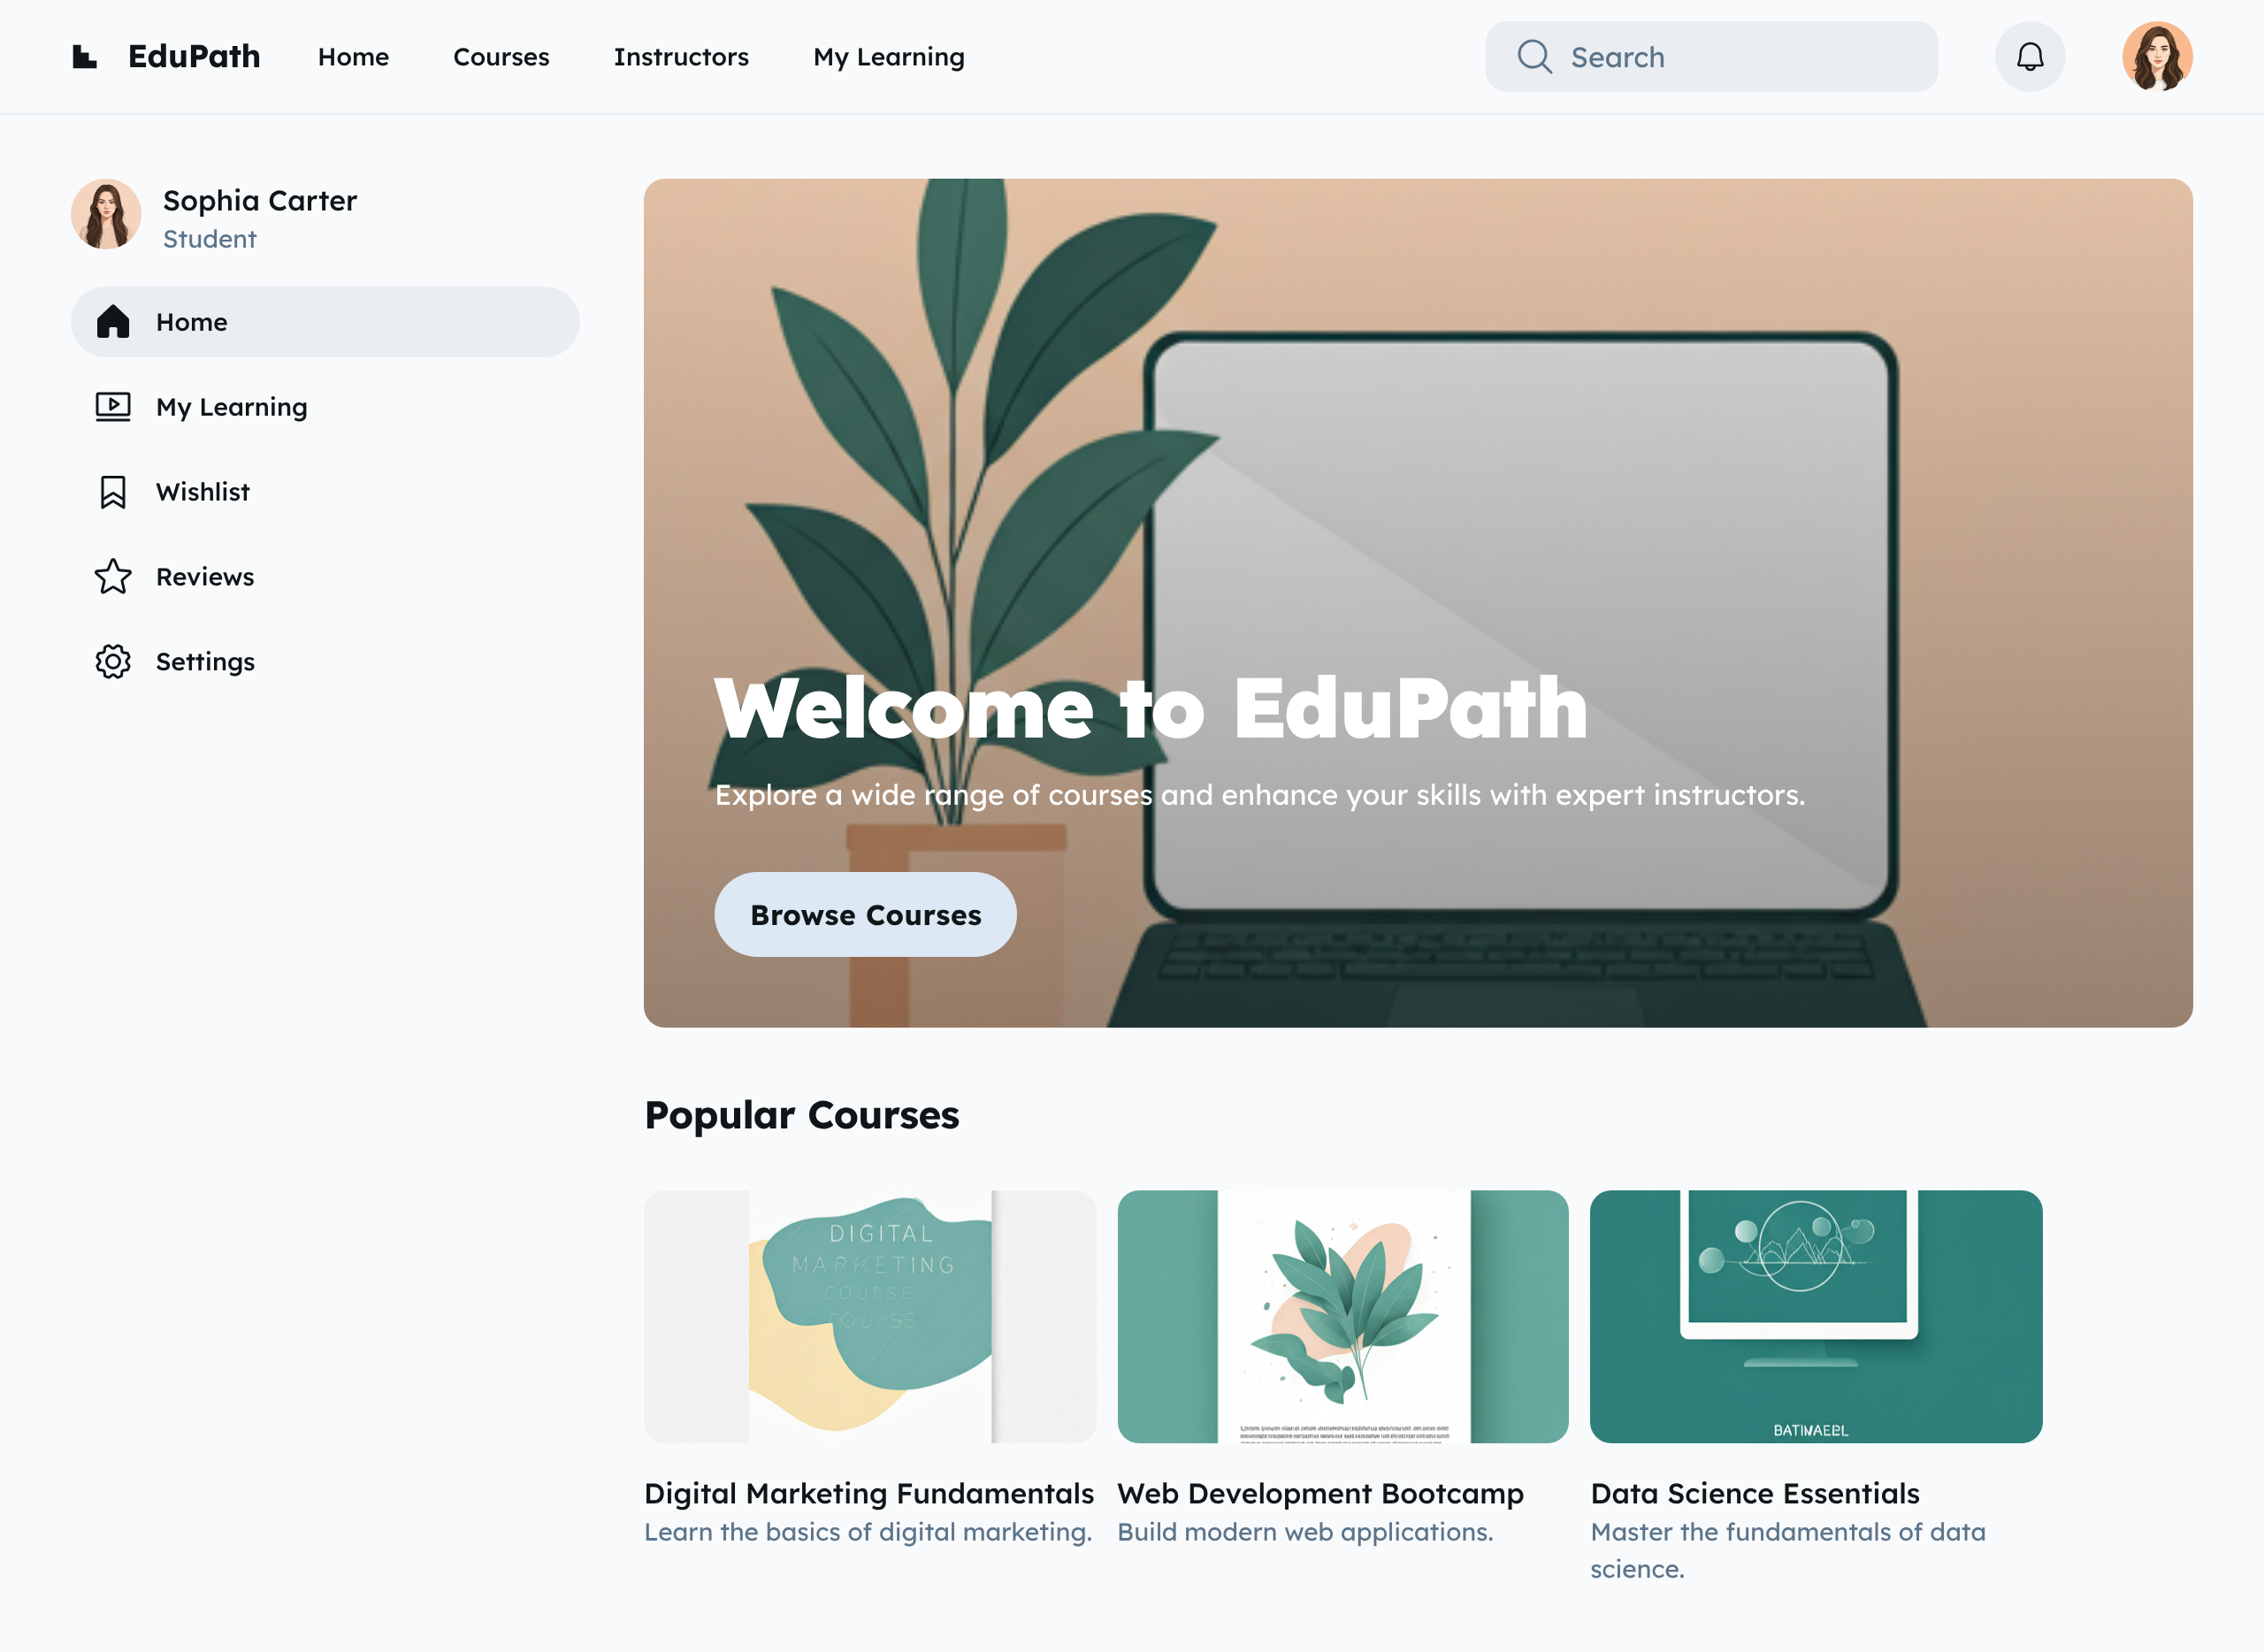 EduPath
Home
Courses
Instructors
My Learning
Search
Sophia Carter
Student
Home
My Learning
Wishlist
Reviews
Settings
Welcome to EduPath
Explore a wide range of courses and enhance your skills with expert instructors.
Browse Courses
Popular Courses
DIGITAL
MARKETING
COURSE
COURSE
Digital Marketing Fundamentals
Learn the basics of digital marketing.
Web Development Bootcamp
Build modern web applications.
Data Science Essentials
Master the fundamentals of data
science.